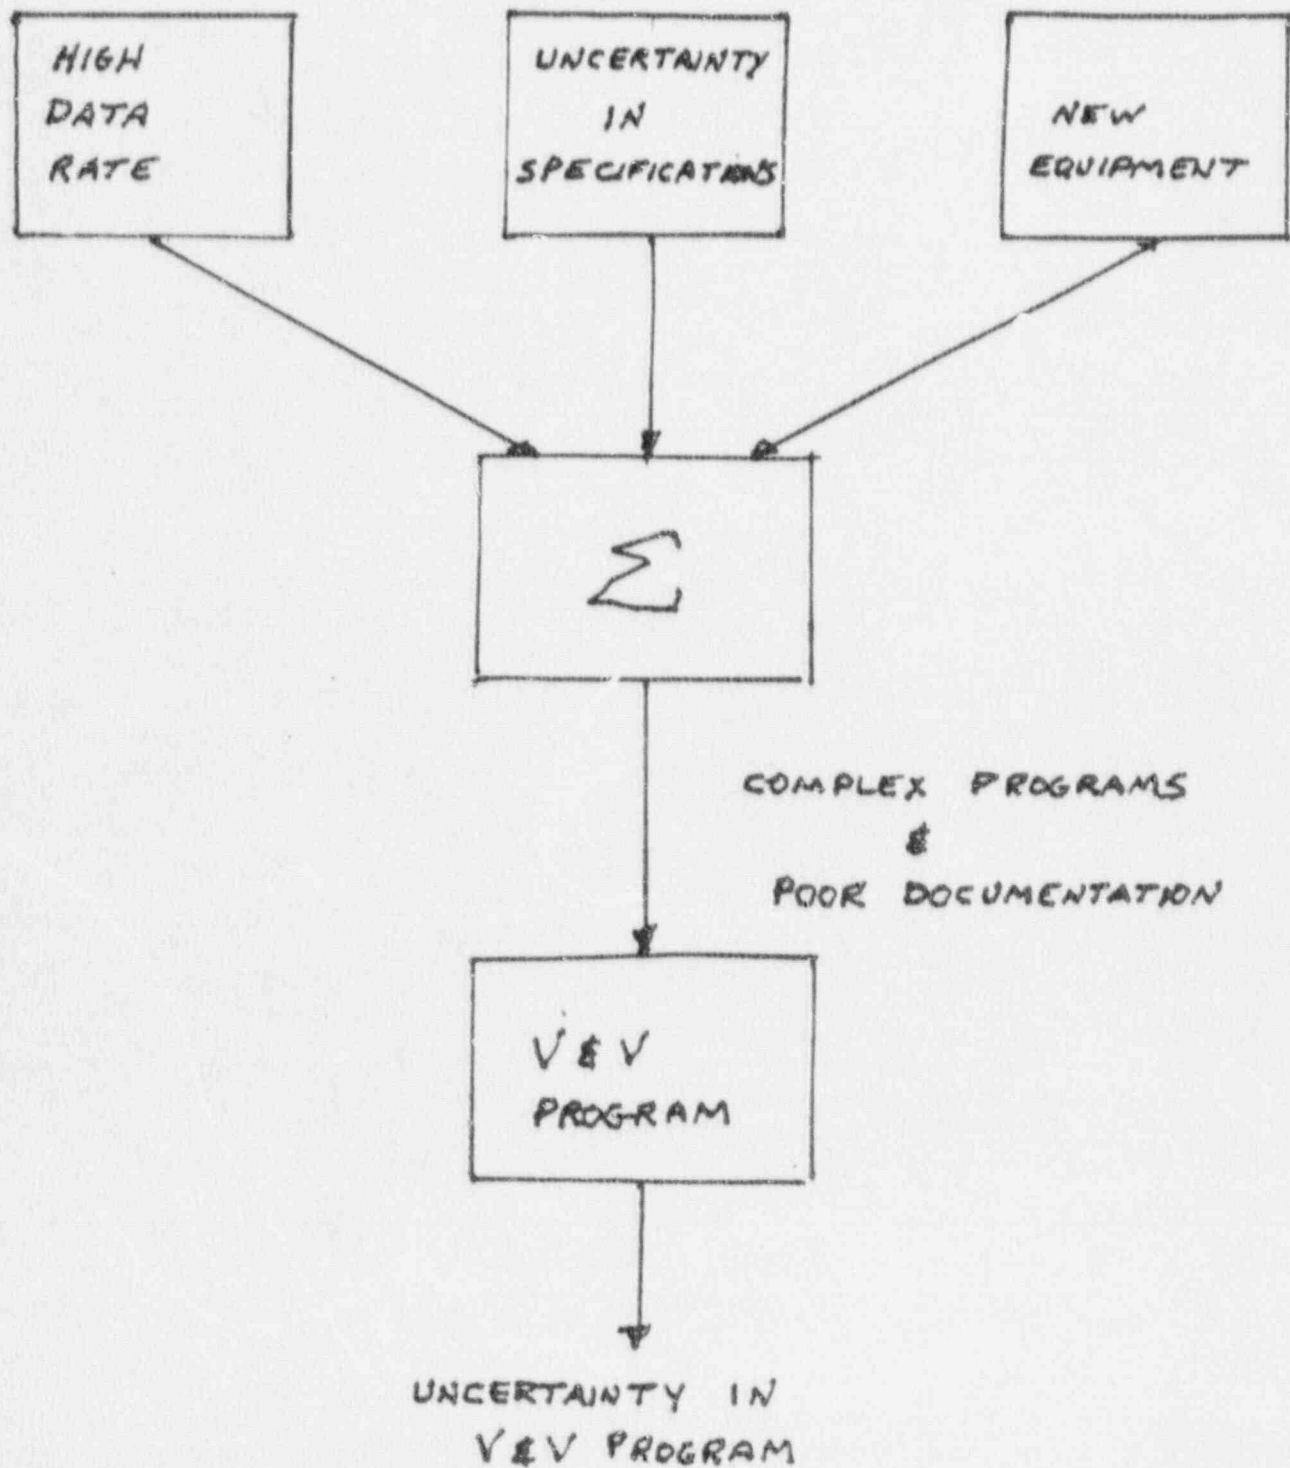 HIGH
DATA
RATE
UNCERTAINTY
IN
SPECIFICATIONS
NEW
EQUIPMENT
Σ
COMPLEX PROGRAMS
&
POOR DOCUMENTATION
V & V
PROGRAM
UNCERTAINTY IN
V & V PROGRAM